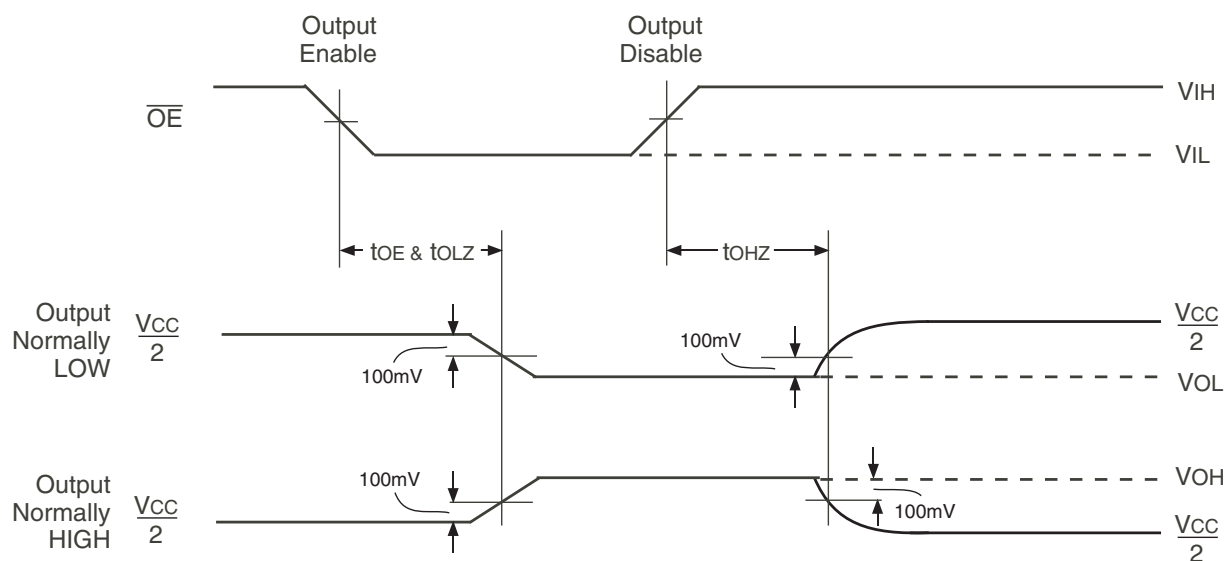 Output
Enable
Output
Disable
OE
VIH
VIL
tOE & tOLZ
tOHZ
Output
Normally
LOW
VCC
2
100mV
100mV
VCC
2
VOL
Output
Normally
HIGH
VCC
2
100mV
VOH
100mV
VCC
2